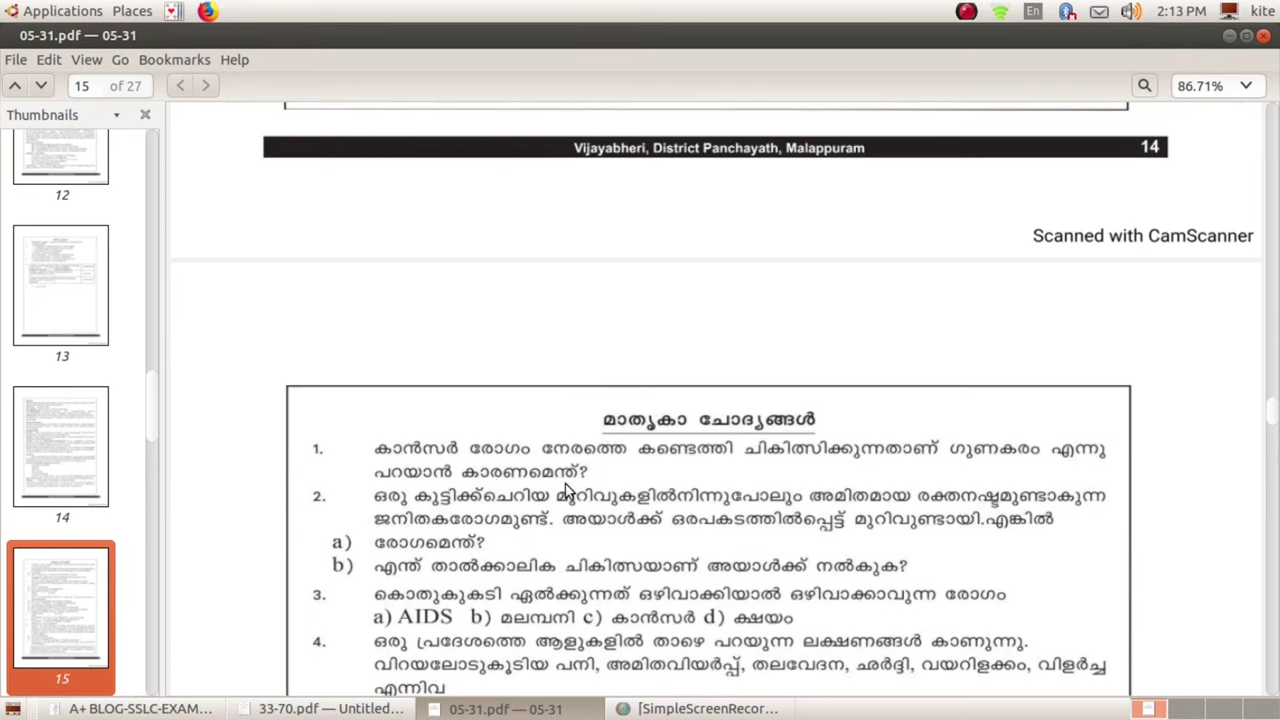 Applications Places En 2:13 PM kite
05-31.pdf — 05-31
File Edit View Go Bookmarks Help
15 of 27 86.71%
Thumbnails
12
13
14
15
Vijayabheri, District Panchayath, Malappuram 14
Scanned with CamScanner
മാതൃകാ ചോദ്യങ്ങൾ
1. കാൻസർ രോഗം നേരത്തെ കണ്ടെത്തി ചികിത്സിക്കുന്നതാണ് ഗുണകരം എന്നു
പറയാൻ കാരണമെന്ത്?
2. ഒരു കുട്ടിക്ക്ചെറിയ മുറിവുകളിൽനിന്നുപോലും അമിതമായ രക്തനഷ്ടമുണ്ടാകുന്ന
ജനിതകരോഗമുണ്ട്. അയാൾക്ക് ഒരപകടത്തിൽപ്പെട്ട് മുറിവുണ്ടായി.എങ്കിൽ
a) രോഗമെന്ത്?
b) എന്ത് താൽക്കാലിക ചികിത്സയാണ് അയാൾക്ക് നൽകുക?
3. കൊതുകുകടി ഏൽക്കുന്നത് ഒഴിവാക്കിയാൽ ഒഴിവാക്കാവുന്ന രോഗം
a) AIDS b) മലമ്പനി c) കാൻസർ d) ക്ഷയം
4. ഒരു പ്രദേശത്തെ ആളുകളിൽ താഴെ പറയുന്ന ലക്ഷണങ്ങൾ കാണുന്നു.
വിറയലോടുകൂടിയ പനി, അമിതവിയർപ്പ്, തലവേദന, ഛർദ്ദി, വയറിളക്കം, വിളർച്ച
എന്നിവ
A+ BLOG-SSLC-EXAM... 33-70.pdf — Untitled... 05-31.pdf — 05-31 [SimpleScreenRecor...